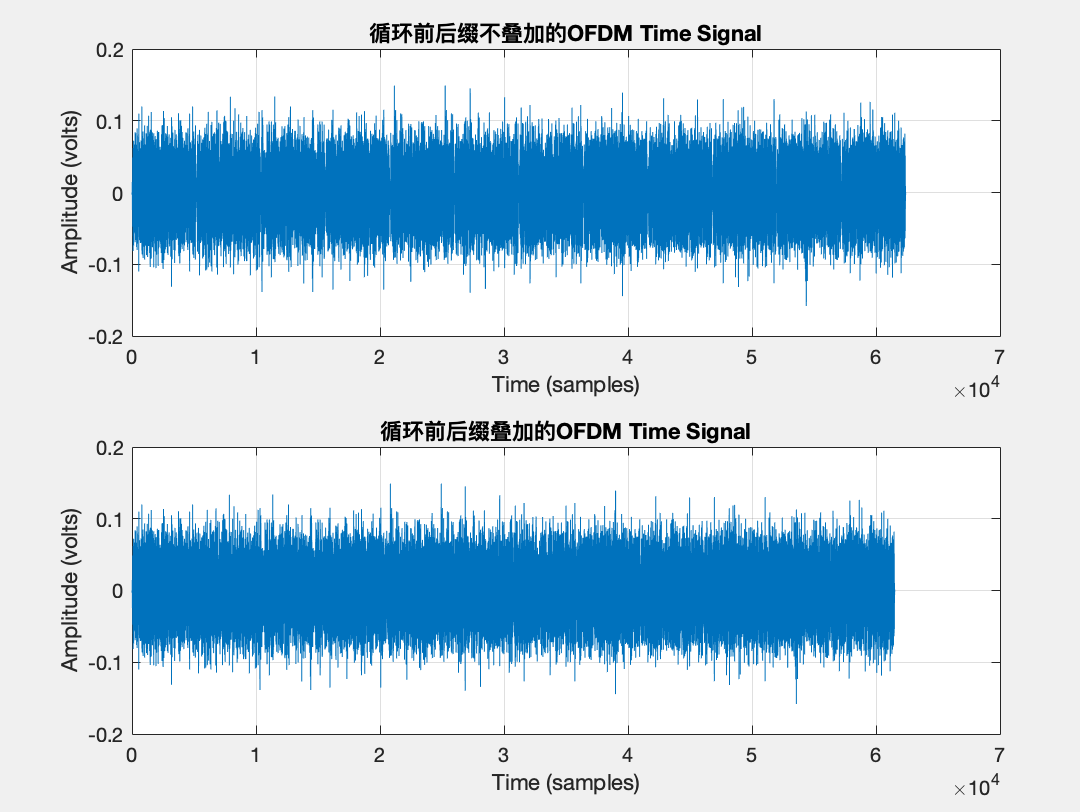 循环前后缀不叠加的OFDM Time Signal
0.2
0.1
0
-0.1
-0.2
Amplitude (volts)
0 1 2 3 4 5 6 7
Time (samples)
×10^4
循环前后缀叠加的OFDM Time Signal
0.2
0.1
0
-0.1
-0.2
Amplitude (volts)
0 1 2 3 4 5 6 7
Time (samples)
×10^4